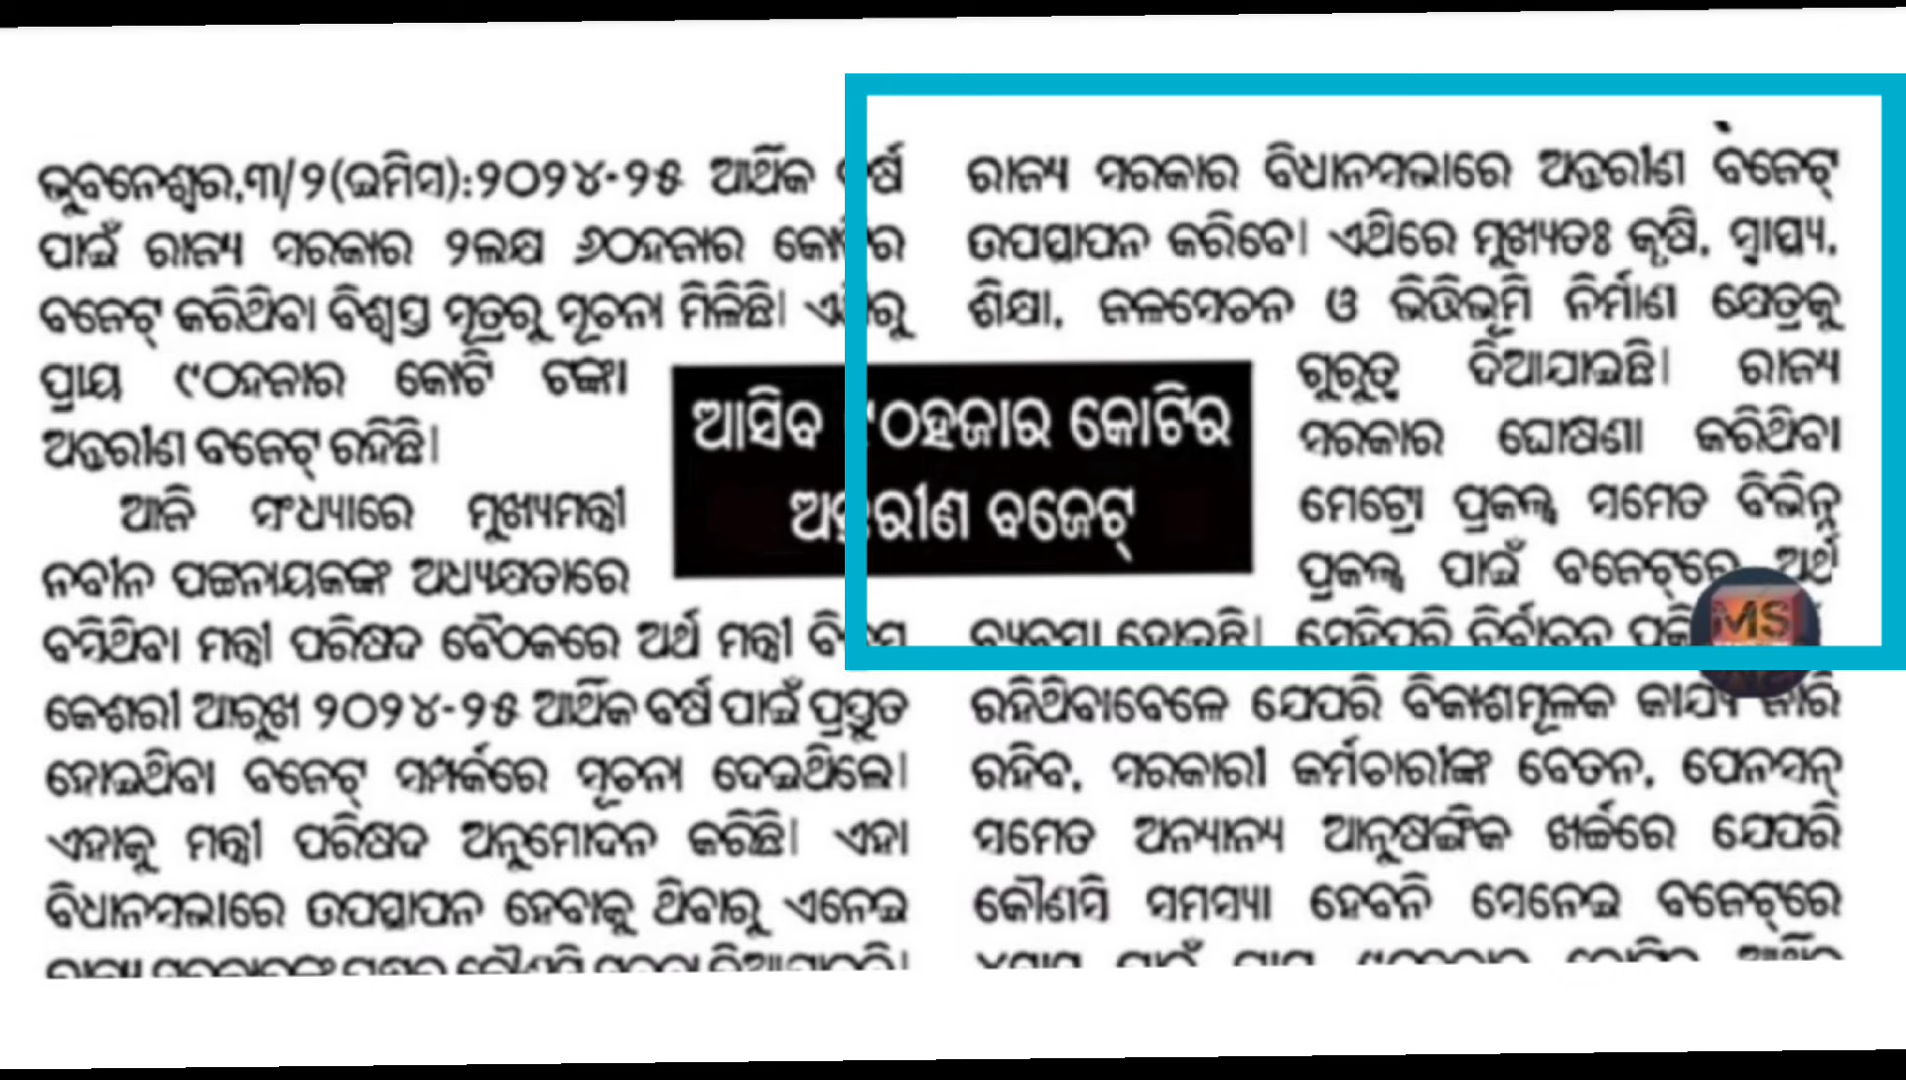 ଭୁବନେଶ୍ୱର,୩/୨(ଇମିସ):୨୦୨୪-୨୫ ଆର୍ଥିକ ବର୍ଷ
ପାଇଁ ରାଜ୍ୟ ସରକାର ୨ଲକ୍ଷ ୬୦ହଜାର କୋଟିର
ବଜେଟ୍ କରିଥିବା ବିଶ୍ୱସ୍ତ ସୂତ୍ରରୁ ସୂଚନା ମିଳିଛି। ଏଥିରୁ
ପ୍ରାୟ ୯୦ହଜାର କୋଟି ଟଙ୍କା
ଅନ୍ତରୀଣ ବଜେଟ୍ ରହିଛି।
ଆଜି ସଂଧ୍ୟାରେ ମୁଖ୍ୟମନ୍ତ୍ରୀ
ନବୀନ ପଟ୍ଟନାୟକଙ୍କ ଅଧ୍ୟକ୍ଷତାରେ
ବସିଥିବା ମନ୍ତ୍ରୀ ପରିଷଦ ବୈଠକରେ ଅର୍ଥ ମନ୍ତ୍ରୀ
କେଶରୀ ଆରୁଖ ୨୦୨୪-୨୫ ଆର୍ଥିକ ବର୍ଷ ପାଇଁ ପ୍ରସ୍ତୁତ
ହୋଇଥିବା ବଜେଟ୍ ସମ୍ପର୍କରେ ସୂଚନା ଦେଇଥିଲେ।
ଏହାକୁ ମନ୍ତ୍ରୀ ପରିଷଦ ଅନୁମୋଦନ କରିଛି। ଏହା
ବିଧାନସଭାରେ ଉପସ୍ଥାପନ ହେବାକୁ ଥିବାରୁ ଏନେଇ
ଆସିବ ୯୦ହଜାର କୋଟିର
ଅନ୍ତରୀଣ ବଜେଟ୍
ରାଜ୍ୟ ସରକାର ବିଧାନସଭାରେ ଅନ୍ତରୀଣ ବଜେଟ୍
ଉପସ୍ଥାପନ କରିବେ। ଏଥିରେ ମୁଖ୍ୟତଃ କୃଷି, ସ୍ୱାସ୍ଥ୍ୟ,
ଶିକ୍ଷା, ଜଳସେଚନ ଓ ଭିତ୍ତିଭୂମି ନିର୍ମାଣ କ୍ଷେତ୍ରକୁ
ଗୁରୁତ୍ୱ ଦିଆଯାଇଛି। ରାଜ୍ୟ
ସରକାର ଘୋଷଣା କରିଥିବା
ମେଟ୍ରୋ ପ୍ରକଳ୍ପ ସମେତ ବିଭିନ୍ନ
ପ୍ରକଳ୍ପ ପାଇଁ ବଜେଟ୍‌ରେ ଅର୍ଥ
ବ୍ୟବସ୍ଥା ହୋଇଛି। ସେହିପରି ନିର୍ବାଚନ
ରହିଥିବାବେଳେ ଯେପରି ବିକାଶମୂଳକ କାର୍ଯ୍ୟ ଜାରି
ରହିବ, ସରକାରୀ କର୍ମଚାରୀଙ୍କ ବେତନ, ପେନସନ୍
ସମେତ ଅନ୍ୟାନ୍ୟ ଆନୁଷଙ୍ଗିକ ଖର୍ଚ୍ଚରେ ଯେପରି
କୌଣସି ସମସ୍ୟା ହେବନି ସେନେଇ ବଜେଟ୍‌ରେ
MS